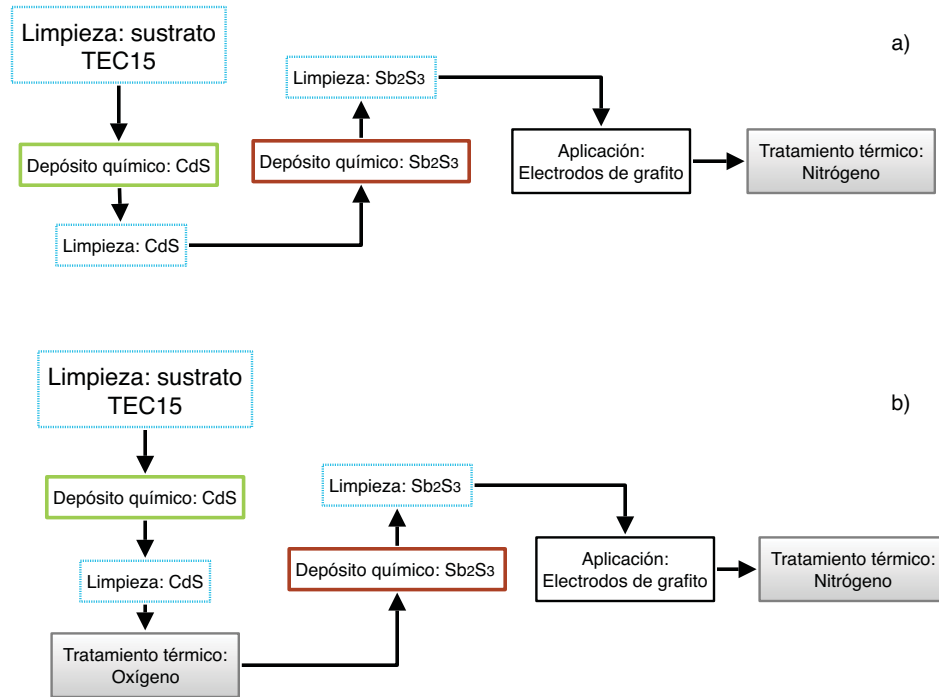 Limpieza: sustrato
TEC15
a)
Limpieza: Sb2S3
Depósito químico: CdS
Depósito químico: Sb2S3
Aplicación:
Electrodos de grafito
Tratamiento térmico:
Nitrógeno
Limpieza: CdS
Limpieza: sustrato
TEC15
b)
Depósito químico: CdS
Limpieza: Sb2S3
Limpieza: CdS
Depósito químico: Sb2S3
Aplicación:
Electrodos de grafito
Tratamiento térmico:
Nitrógeno
Tratamiento térmico:
Oxígeno